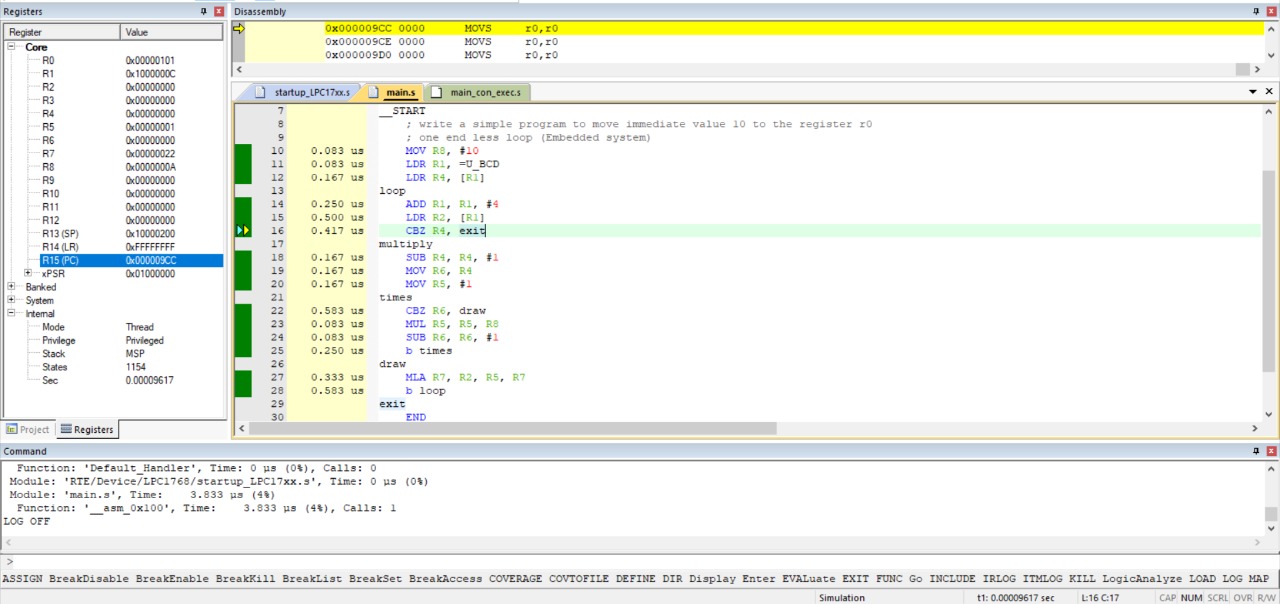 Registers
Register Value
Core
R0 0x00000101
R1 0x1000000C
R2 0x00000000
R3 0x00000000
R4 0x00000000
R5 0x00000001
R6 0x00000000
R7 0x00000022
R8 0x0000000A
R9 0x00000000
R10 0x00000000
R11 0x00000000
R12 0x00000000
R13 (SP) 0x10000200
R14 (LR) 0xFFFFFFFF
R15 (PC) 0x000009CC
xPSR 0x01000000
Banked
System
Internal
Mode Thread
Privilege Privileged
Stack MSP
States 1154
Sec 0.00009617
Project Registers
Disassembly
0x000009CC 0000 MOVS r0,r0
0x000009CE 0000 MOVS r0,r0
0x000009D0 0000 MOVS r0,r0
startup_LPC17xx.s main.s main_con_exec.s
7 __START
8 ; write a simple program to move immediate value 10 to the register r0
9 ; one end less loop (Embedded system)
10 0.083 us MOV R8, #10
11 0.083 us LDR R1, =U_BCD
12 0.167 us LDR R4, [R1]
13 loop
14 0.250 us ADD R1, R1, #4
15 0.500 us LDR R2, [R1]
16 0.417 us CBZ R4, exit
17 multiply
18 0.167 us SUB R4, R4, #1
19 0.167 us MOV R6, R4
20 0.167 us MOV R5, #1
21 times
22 0.583 us CBZ R6, draw
23 0.083 us MUL R5, R5, R8
24 0.083 us SUB R6, R6, #1
25 0.250 us b times
26 draw
27 0.333 us MLA R7, R2, R5, R7
28 0.583 us b loop
29 exit
30 END
Command
Function: 'Default_Handler', Time: 0 µs (0%), Calls: 0
Module: 'RTE/Device/LPC1768/startup_LPC17xx.s', Time: 0 µs (0%)
Module: 'main.s', Time: 3.833 µs (4%)
Function: '__asm_0x100', Time: 3.833 µs (4%), Calls: 1
LOG OFF
>
ASSIGN BreakDisable BreakEnable BreakKill BreakList BreakSet BreakAccess COVERAGE COVTOFILE DEFINE DIR Display Enter EVALuate EXIT FUNC Go INCLUDE IRLOG ITMLOG KILL LogicAnalyze LOAD LOG MAP
Simulation t1: 0.00009617 sec L:16 C:17 CAP NUM SCRL OVR R/W